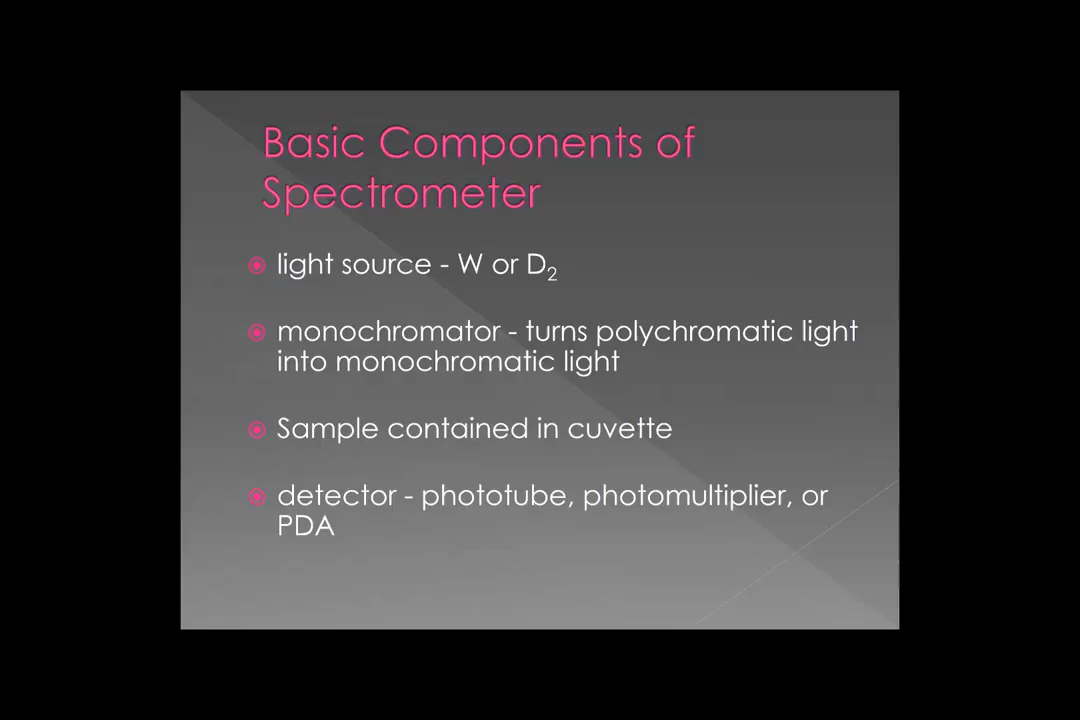 Basic Components of
Spectrometer
light source - W or D₂
monochromator - turns polychromatic light
into monochromatic light
Sample contained in cuvette
detector - phototube, photomultiplier, or
PDA